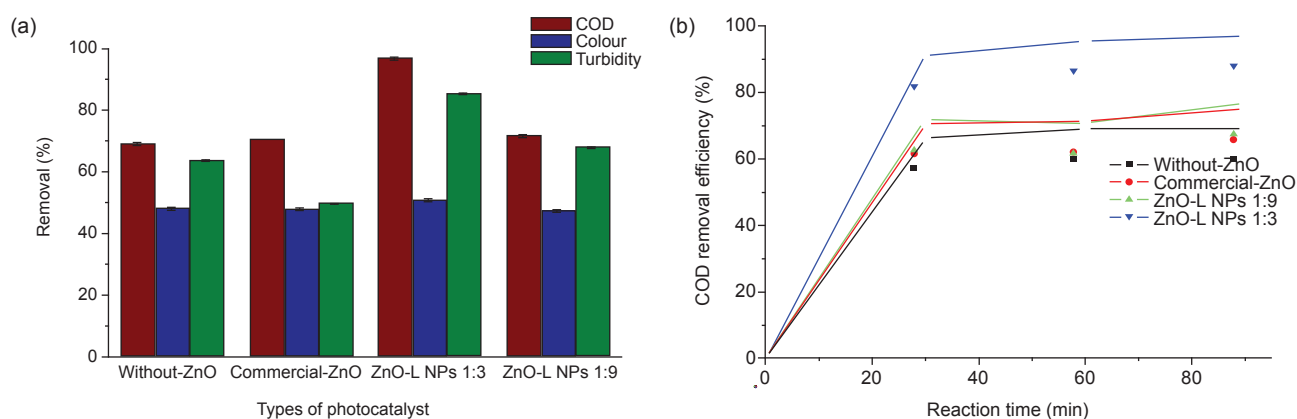 (a)
COD
Colour
Turbidity
Removal (%)
100
80
60
40
20
0
Without-ZnO Commercial-ZnO ZnO-L NPs 1:3 ZnO-L NPs 1:9
Types of photocatalyst
(b)
COD removal efficiency (%)
100
80
60
40
20
0
Without-ZnO
Commercial-ZnO
ZnO-L NPs 1:9
ZnO-L NPs 1:3
0 20 40 60 80
Reaction time (min)